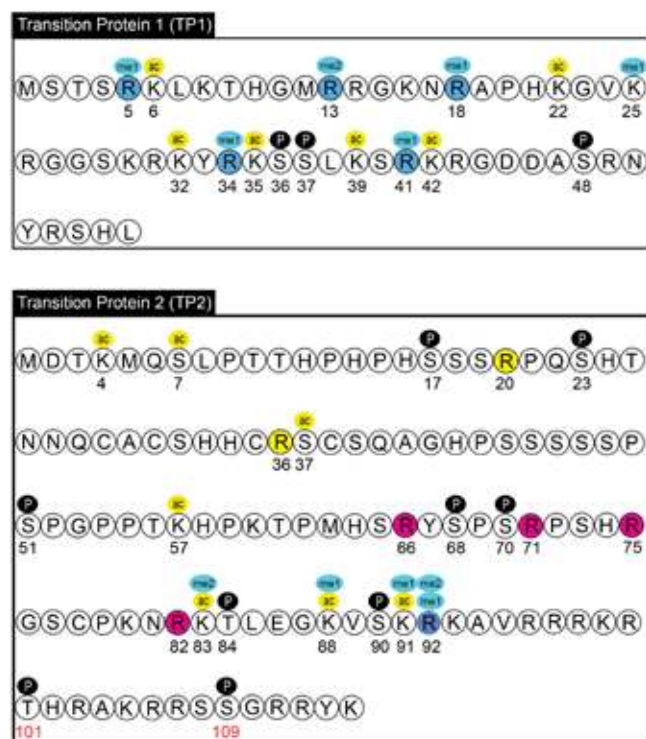 Transition Protein 1 (TP1)
me1 ac me2 me1 ac me1
MSTSRKLKTHGMRRGKNRAPHKGVK
5 6 13 18 22 25
ac me1 ac P P ac me1 ac P
RGGSKRKYRKSSLKSRKRGDDASRN
32 34 35 36 37 39 41 42 48
YRSHL
Transition Protein 2 (TP2)
ac ac P P
MDTKMQSLPTTHPHPHSSSRPQSHT
4 7 17 20 23
ac
NNQCACSHHCRSCSQAGHPSSSSSP
36 37
P ac P P
SPGPPTKHPKTPMHSRYSPSRPSHR
51 57 66 68 70 71 75
me2 me1 me1 me2
ac P ac P ac me1
GSCPKNRKTLEGKVSKRKAVRRRKR
82 83 84 88 90 91 92
P P
THRAKRRSSGRRYK
101 109